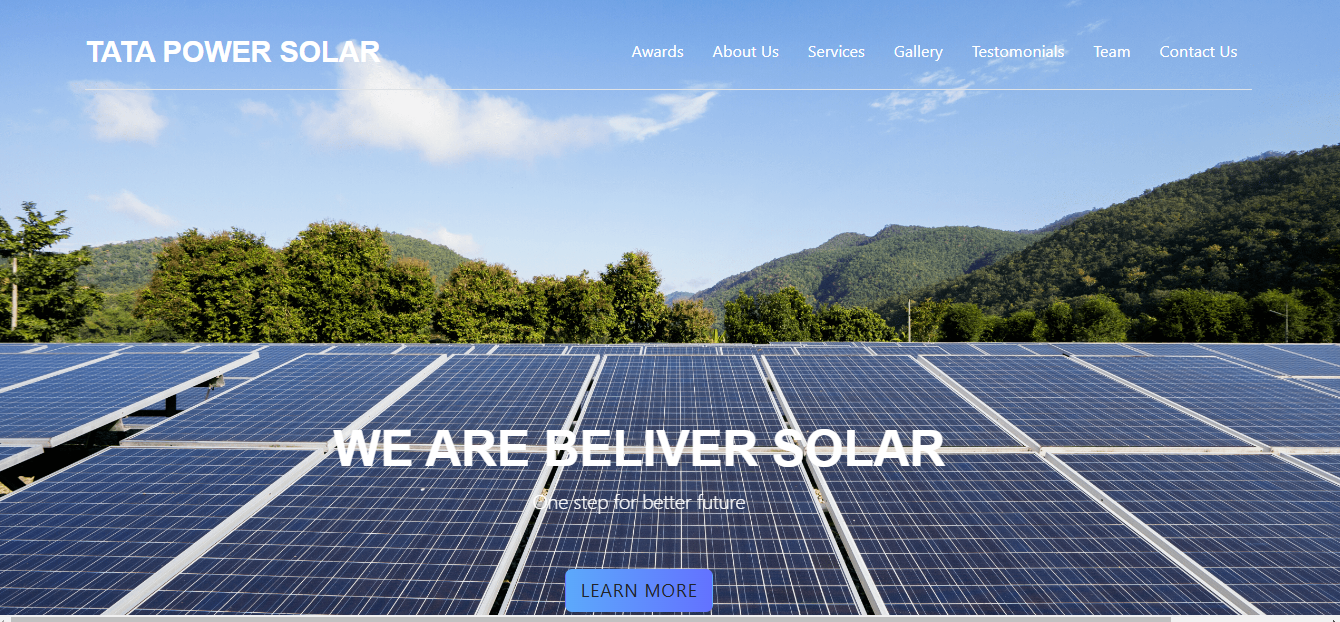 TATA POWER SOLAR
Awards About Us Services Gallery Testomonials Team Contact Us
WE ARE BELIVER SOLAR
One step for better future
LEARN MORE